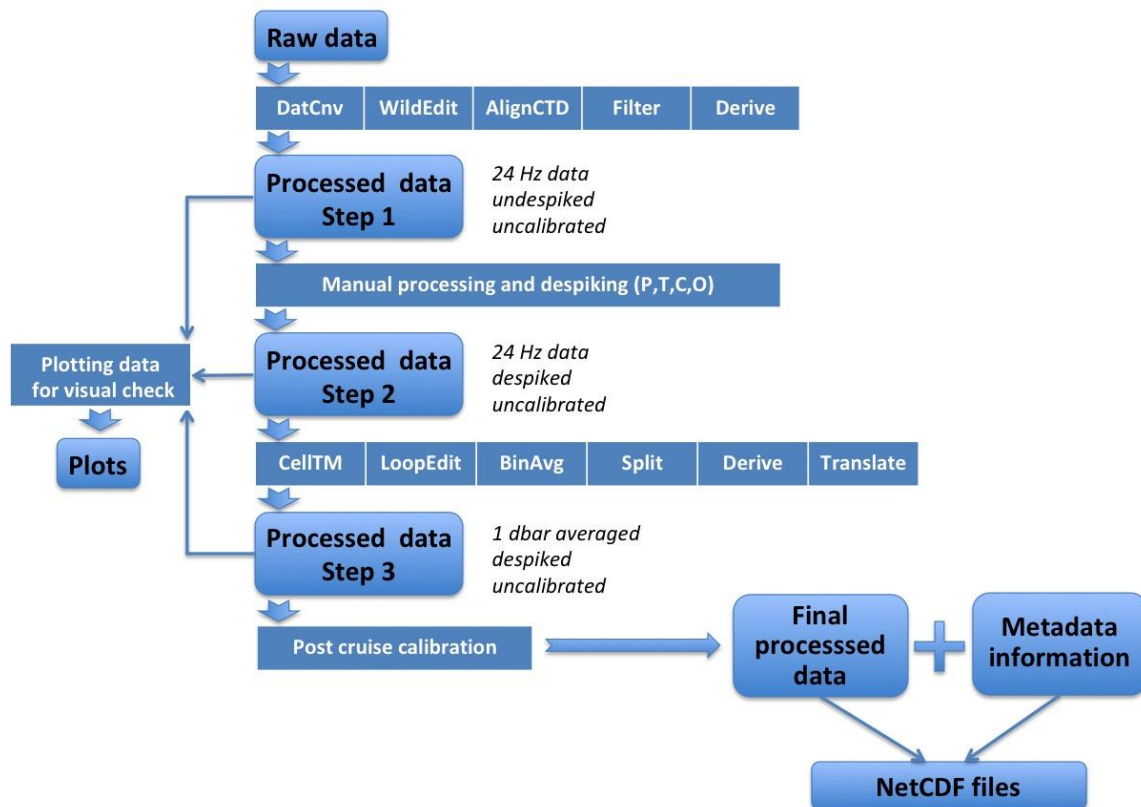 Raw data
DatCnv WildEdit AlignCTD Filter Derive
Processed data
Step 1
24 Hz data
undespiked
uncalibrated
Manual processing and despiking (P,T,C,O)
Plotting data
for visual check
Plots
Processed data
Step 2
24 Hz data
despiked
uncalibrated
CellTM LoopEdit BinAvg Split Derive Translate
Processed data
Step 3
1 dbar averaged
despiked
uncalibrated
Post cruise calibration
Final
processsed
data
Metadata
information
NetCDF files